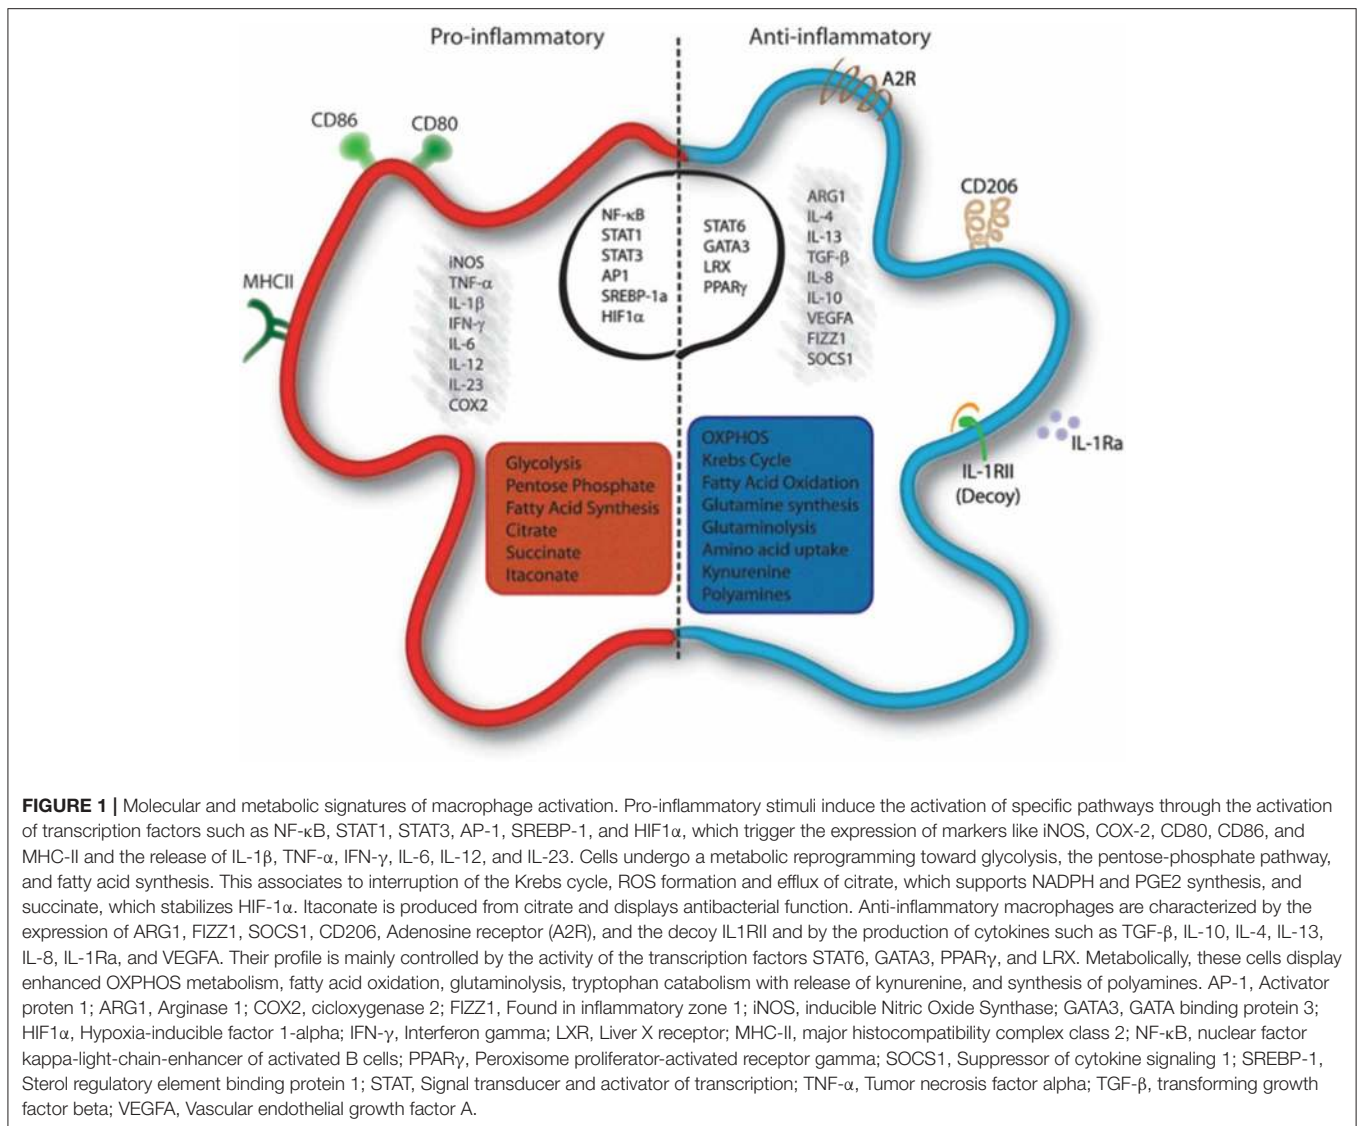 Pro-inflammatory
Anti-inflammatory
A2R
CD86
CD80
CD206
MHCII
NF-κB
STAT1
STAT3
AP1
SREBP-1a
HIF1α
STAT6
GATA3
LRX
PPARγ
ARG1
IL-4
IL-13
TGF-β
IL-8
IL-10
VEGFA
FIZZ1
SOCS1
iNOS
TNF-α
IL-1β
IFN-γ
IL-6
IL-12
IL-23
COX2
IL-1Ra
IL-1RII
(Decoy)
Glycolysis
Pentose Phosphate
Fatty Acid Synthesis
Citrate
Succinate
Itaconate
OXPHOS
Krebs Cycle
Fatty Acid Oxidation
Glutamine synthesis
Glutaminolysis
Amino acid uptake
Kynurenine
Polyamines
FIGURE 1 | Molecular and metabolic signatures of macrophage activation. Pro-inflammatory stimuli induce the activation of specific pathways through the activation
of transcription factors such as NF-κB, STAT1, STAT3, AP-1, SREBP-1, and HIF1α, which trigger the expression of markers like iNOS, COX-2, CD80, CD86, and
MHC-II and the release of IL-1β, TNF-α, IFN-γ, IL-6, IL-12, and IL-23. Cells undergo a metabolic reprogramming toward glycolysis, the pentose-phosphate pathway,
and fatty acid synthesis. This associates to interruption of the Krebs cycle, ROS formation and efflux of citrate, which supports NADPH and PGE2 synthesis, and
succinate, which stabilizes HIF-1α. Itaconate is produced from citrate and displays antibacterial function. Anti-inflammatory macrophages are characterized by the
expression of ARG1, FIZZ1, SOCS1, CD206, Adenosine receptor (A2R), and the decoy IL1RII and by the production of cytokines such as TGF-β, IL-10, IL-4, IL-13,
IL-8, IL-1Ra, and VEGFA. Their profile is mainly controlled by the activity of the transcription factors STAT6, GATA3, PPARγ, and LRX. Metabolically, these cells display
enhanced OXPHOS metabolism, fatty acid oxidation, glutaminolysis, tryptophan catabolism with release of kynurenine, and synthesis of polyamines. AP-1, Activator
protein 1; ARG1, Arginase 1; COX2, cicloxygenase 2; FIZZ1, Found in inflammatory zone 1; iNOS, inducible Nitric Oxide Synthase; GATA3, GATA binding protein 3;
HIF1α, Hypoxia-inducible factor 1-alpha; IFN-γ, Interferon gamma; LXR, Liver X receptor; MHC-II, major histocompatibility complex class 2; NF-κB, nuclear factor
kappa-light-chain-enhancer of activated B cells; PPARγ, Peroxisome proliferator-activated receptor gamma; SOCS1, Suppressor of cytokine signaling 1; SREBP-1,
Sterol regulatory element binding protein 1; STAT, Signal transducer and activator of transcription; TNF-α, Tumor necrosis factor alpha; TGF-β, transforming growth
factor beta; VEGFA, Vascular endothelial growth factor A.